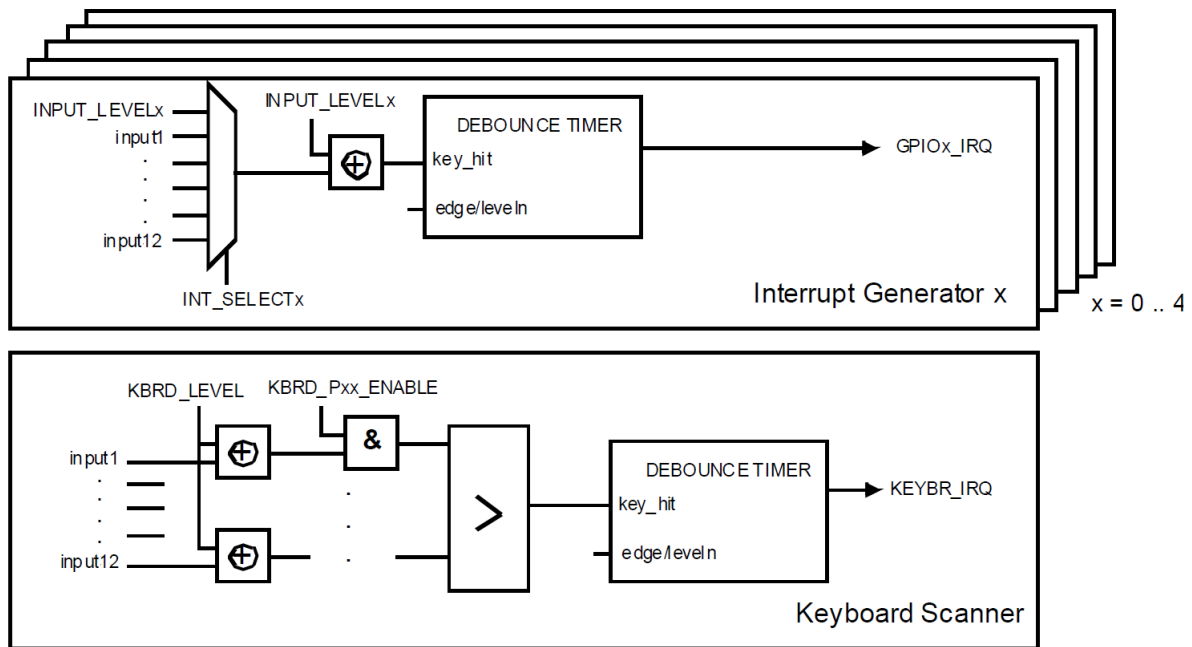 INPUT_LEVELx
INPUT_LEVELx
input1
DEBOUNCE TIMER
GPIOx_IRQ
key_hit
edge/leveln
input12
INT_SELECTx
Interrupt Generator x
x = 0 .. 4
KBRD_LEVEL
KBRD_Pxx_ENABLE
&
input1
DEBOUNCE TIMER
KEYBR_IRQ
key_hit
>
edge/leveln
input12
Keyboard Scanner